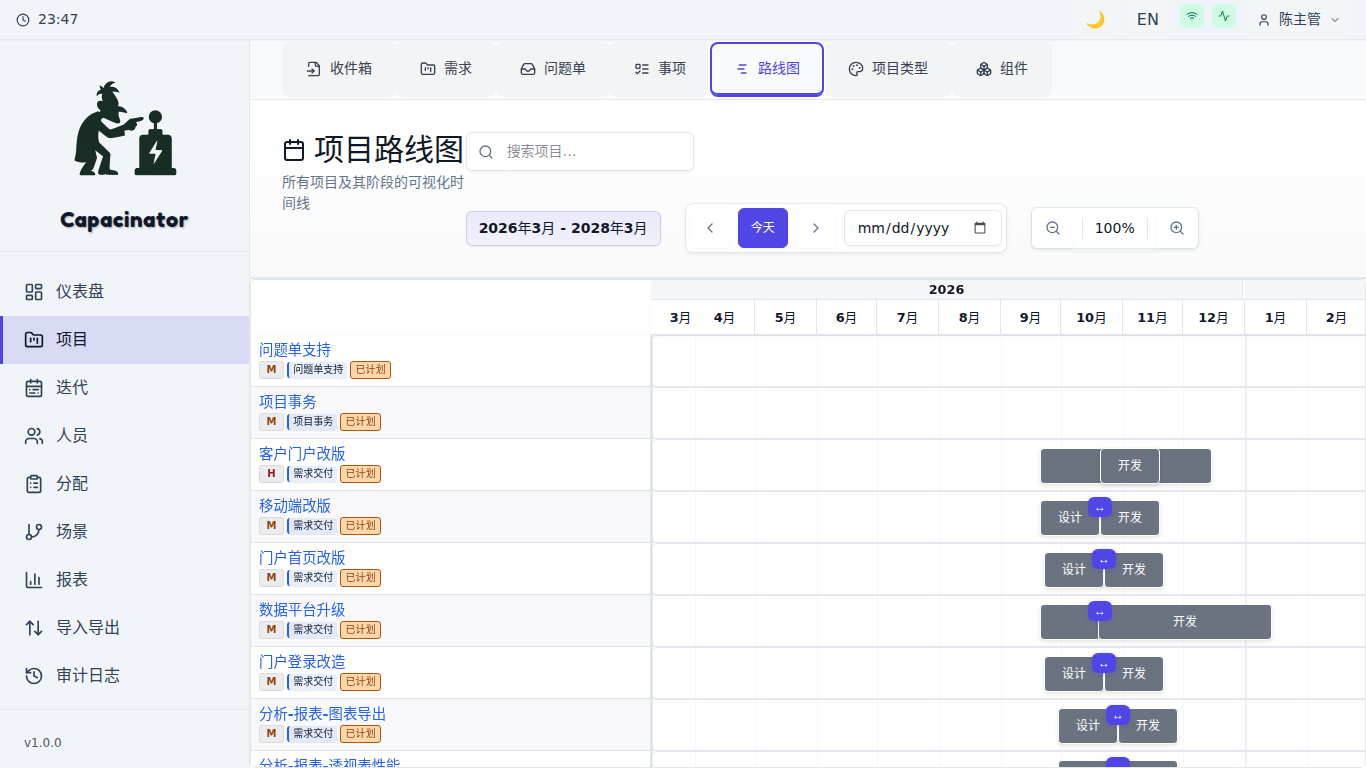 23:47
🌙
EN
陈主管
Capacinator
仪表盘
项目
迭代
人员
分配
场景
报表
导入导出
审计日志
v1.0.0
收件箱
需求
问题单
事项
路线图
项目类型
组件
项目路线图
所有项目及其阶段的可视化时
间线
搜索项目...
2026年3月 - 2028年3月
今天
mm/dd/yyyy
100%
2026
3月 4月 5月 6月 7月 8月 9月 10月 11月 12月 1月 2月
问题单支持
M 问题单支持 已计划
项目事务
M 项目事务 已计划
客户门户改版
H 需求交付 已计划
开发
移动端改版
M 需求交付 已计划
设计 ↔ 开发
门户首页改版
M 需求交付 已计划
设计 ↔ 开发
数据平台升级
M 需求交付 已计划
↔ 开发
门户登录改造
M 需求交付 已计划
设计 ↔ 开发
分析-报表-图表导出
M 需求交付 已计划
设计 ↔ 开发
分析-报表-透视表性能